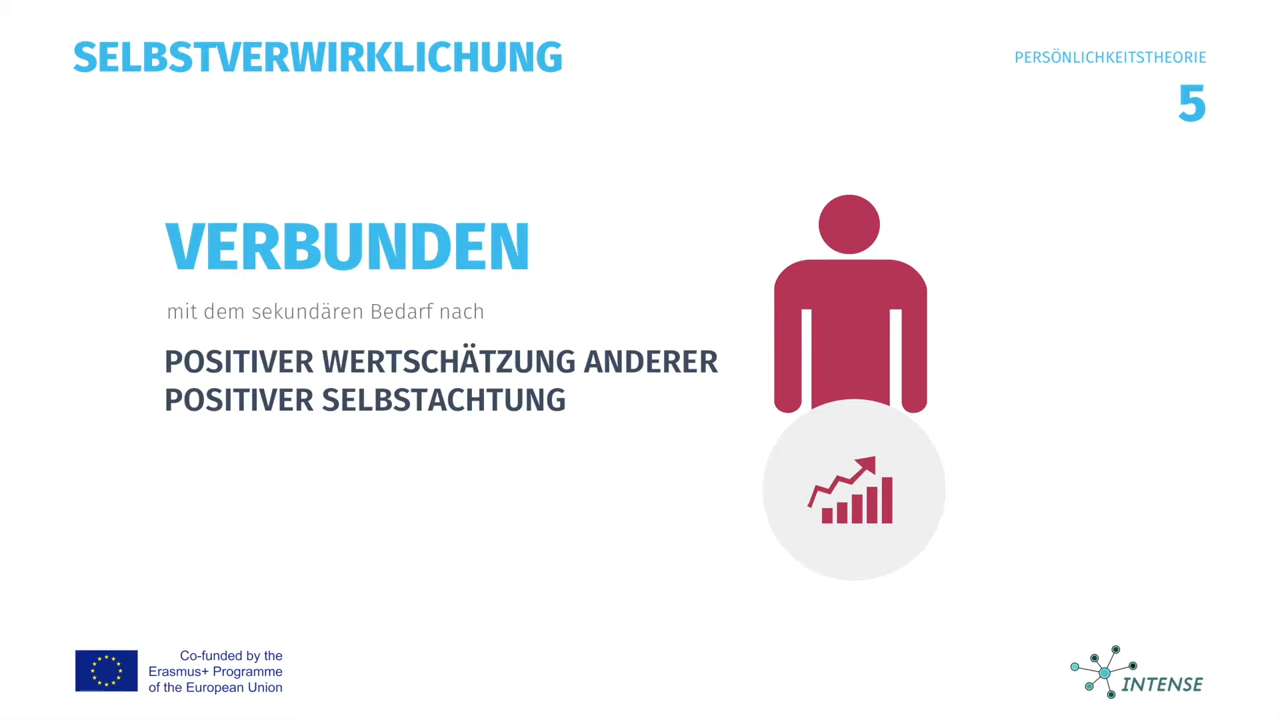 SELBSTVERWIRKLICHUNG
PERSÖNLICHKEITSTHEORIE
5
VERBUNDEN
mit dem sekundären Bedarf nach
POSITIVER WERTSCHÄTZUNG ANDERER
POSITIVER SELBSTACHTUNG
Co-funded by the
Erasmus+ Programme
of the European Union
INTENSE